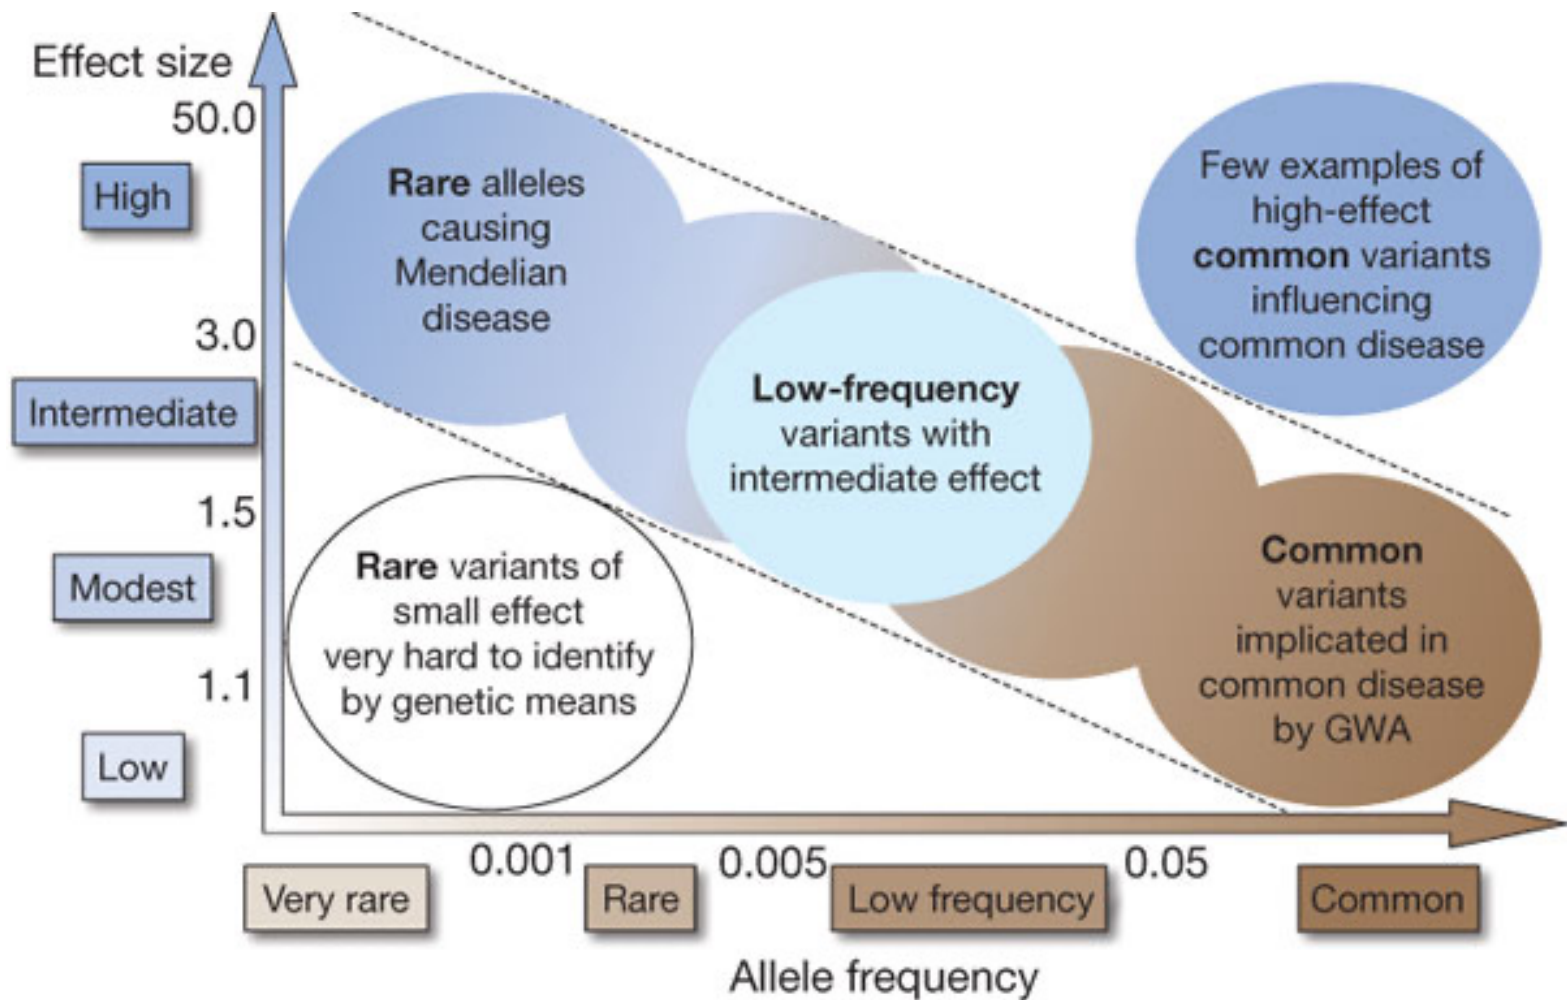 Effect size
50.0
High
3.0
Intermediate
1.5
Modest
1.1
Low
Rare alleles
causing
Mendelian
disease
Few examples of
high-effect
common variants
influencing
common disease
Low-frequency
variants with
intermediate effect
Rare variants of
small effect
very hard to identify
by genetic means
Common
variants
implicated in
common disease
by GWA
0.001
0.005
0.05
Very rare
Rare
Low frequency
Common
Allele frequency